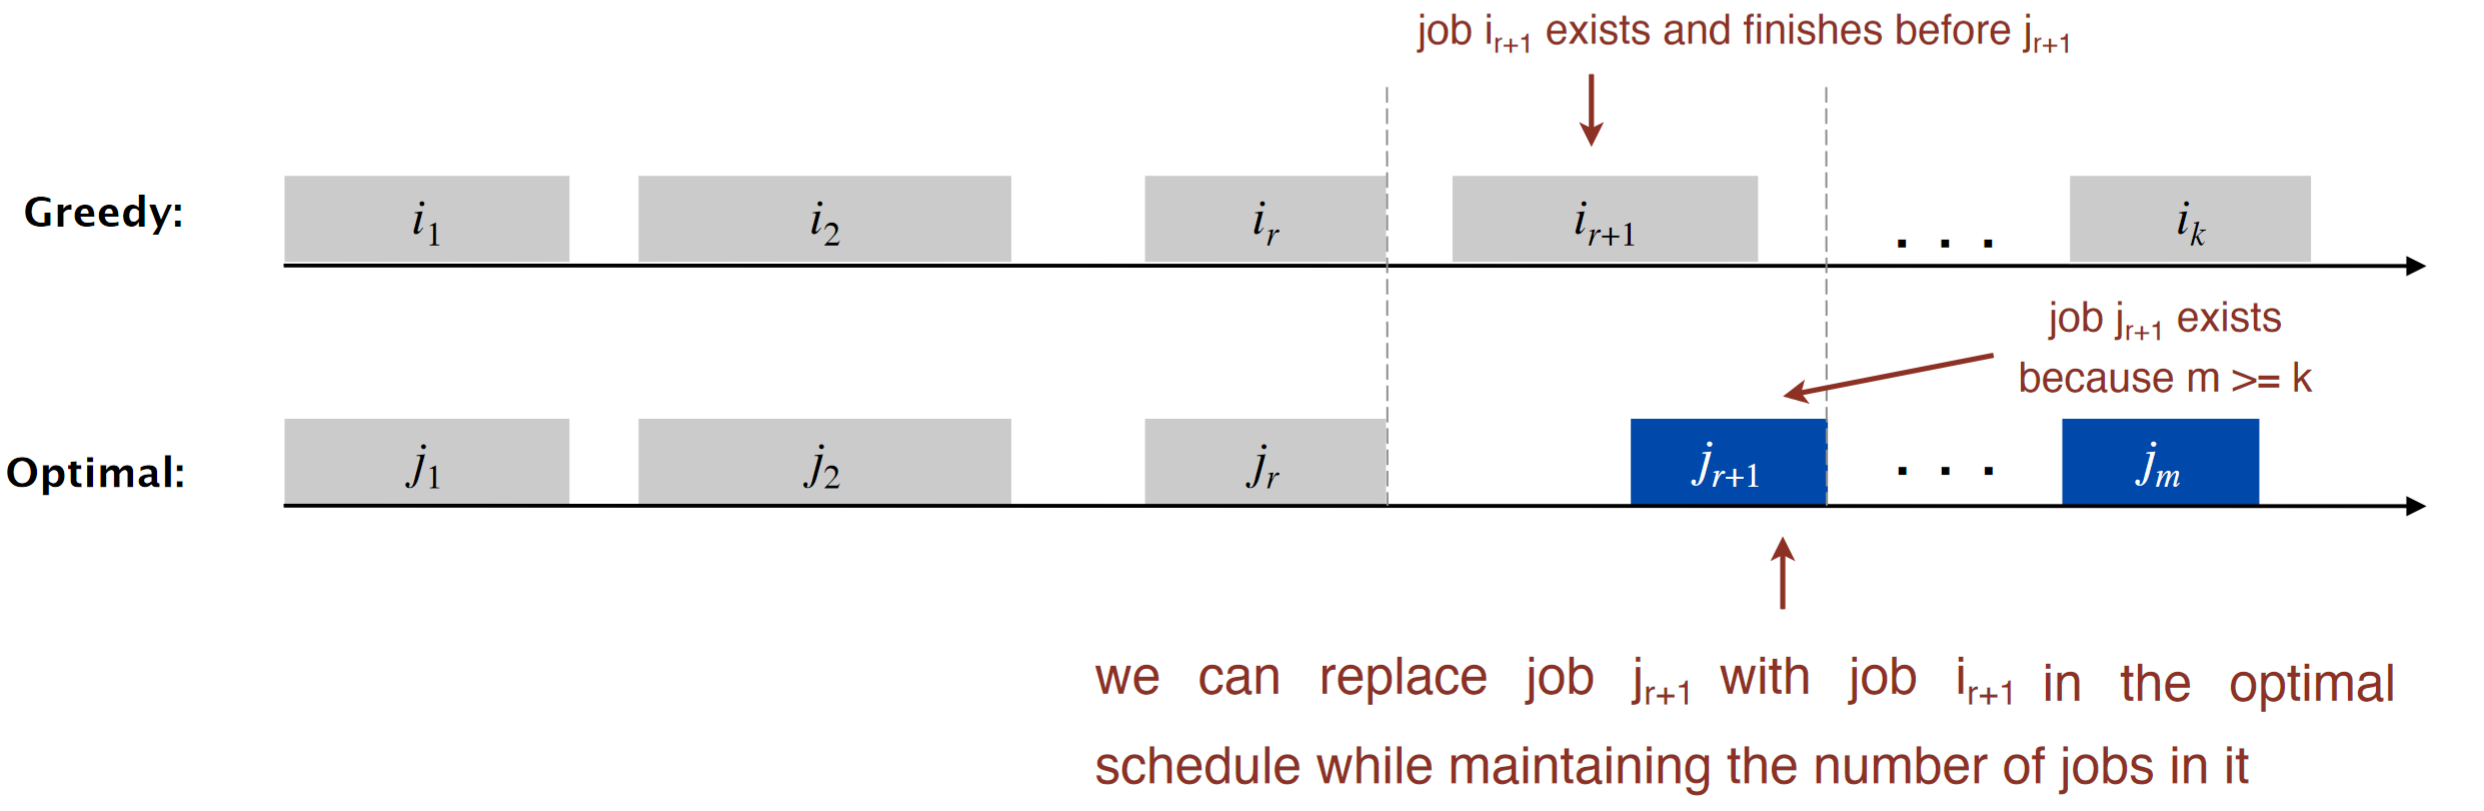 job i_{r+1} exists and finishes before j_{r+1}
Greedy: i_1 i_2 i_r i_{r+1} . . . i_k
job j_{r+1} exists
because m >= k
Optimal: j_1 j_2 j_r j_{r+1} . . . j_m
we can replace job j_{r+1} with job i_{r+1} in the optimal
schedule while maintaining the number of jobs in it